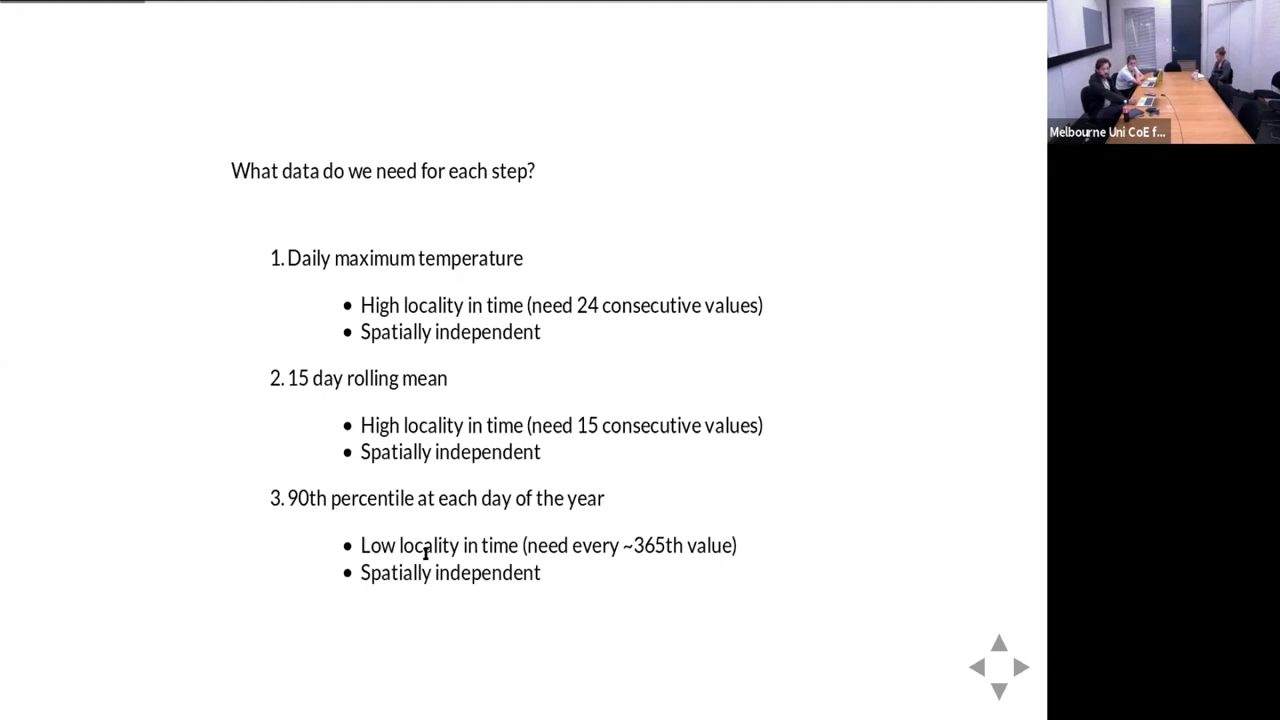 What data do we need for each step?
1. Daily maximum temperature
• High locality in time (need 24 consecutive values)
• Spatially independent
2. 15 day rolling mean
• High locality in time (need 15 consecutive values)
• Spatially independent
3. 90th percentile at each day of the year
• Low locality in time (need every ~365th value)
• Spatially independent
Melbourne Uni CoE f...